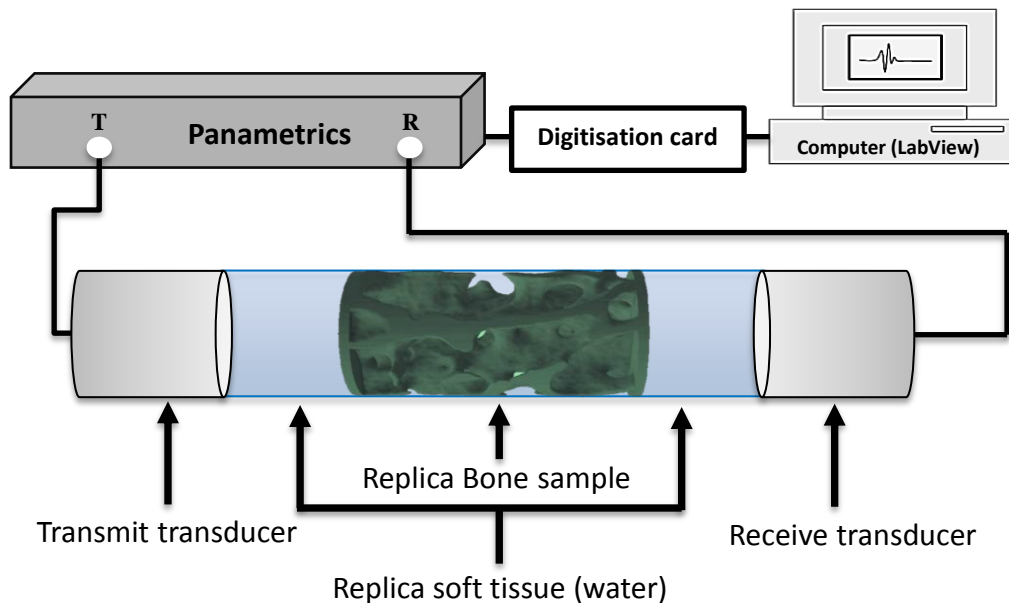 T
Panametrics
R
Digitisation card
Computer (LabView)
Replica Bone sample
Transmit transducer
Receive transducer
Replica soft tissue (water)